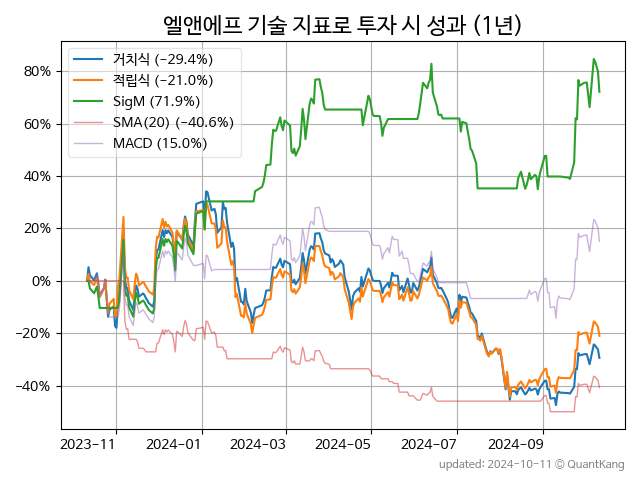 엘앤에프 기술 지표로 투자 시 성과 (1년)
거치식 (−29.4%)
적립식 (−21.0%)
SigM (71.9%)
SMA(20) (−40.6%)
MACD (15.0%)
80%
60%
40%
20%
0%
−20%
−40%
2023-11 2024-01 2024-03 2024-05 2024-07 2024-09
updated: 2024-10-11 © QuantKang